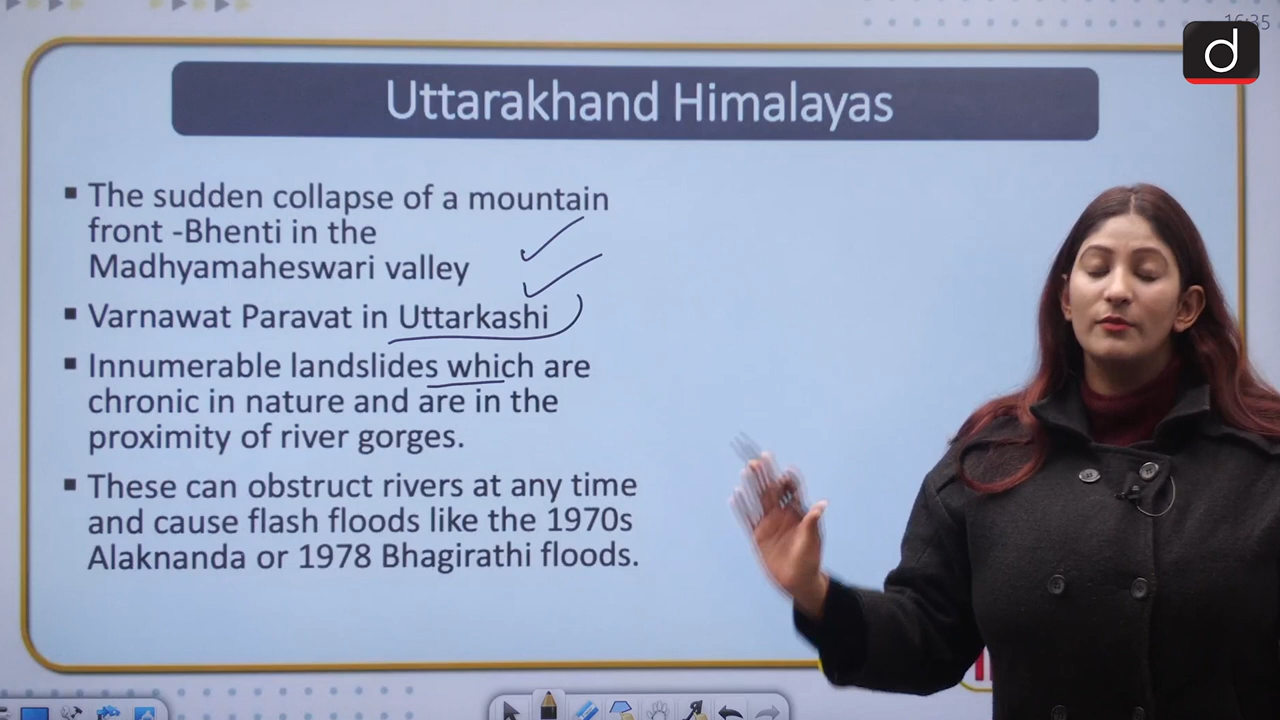 16:35
d
Uttarakhand Himalayas
▪ The sudden collapse of a mountain
front -Bhenti in the
Madhyamaheswari valley
▪ Varnawat Paravat in Uttarkashi
▪ Innumerable landslides which are
chronic in nature and are in the
proximity of river gorges.
▪ These can obstruct rivers at any time
and cause flash floods like the 1970s
Alaknanda or 1978 Bhagirathi floods.